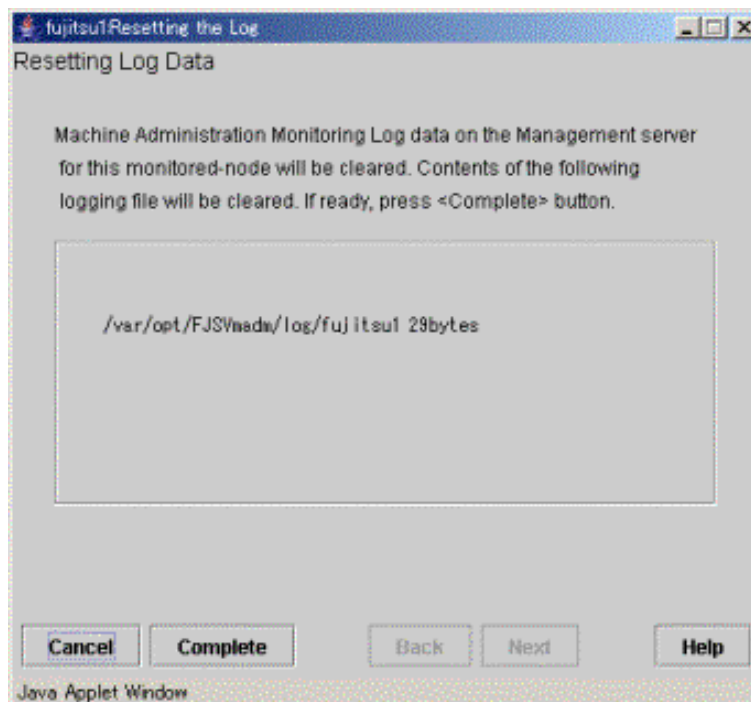 fujitsu1:Resetting the Log
Resetting Log Data
Machine Administration Monitoring Log data on the Management server
for this monitored-node will be cleared. Contents of the following
logging file will be cleared. If ready, press <Complete> button.
/var/opt/FJSVmadm/log/fujitsu1 29bytes
Cancel Complete Back Next Help
Java Applet Window